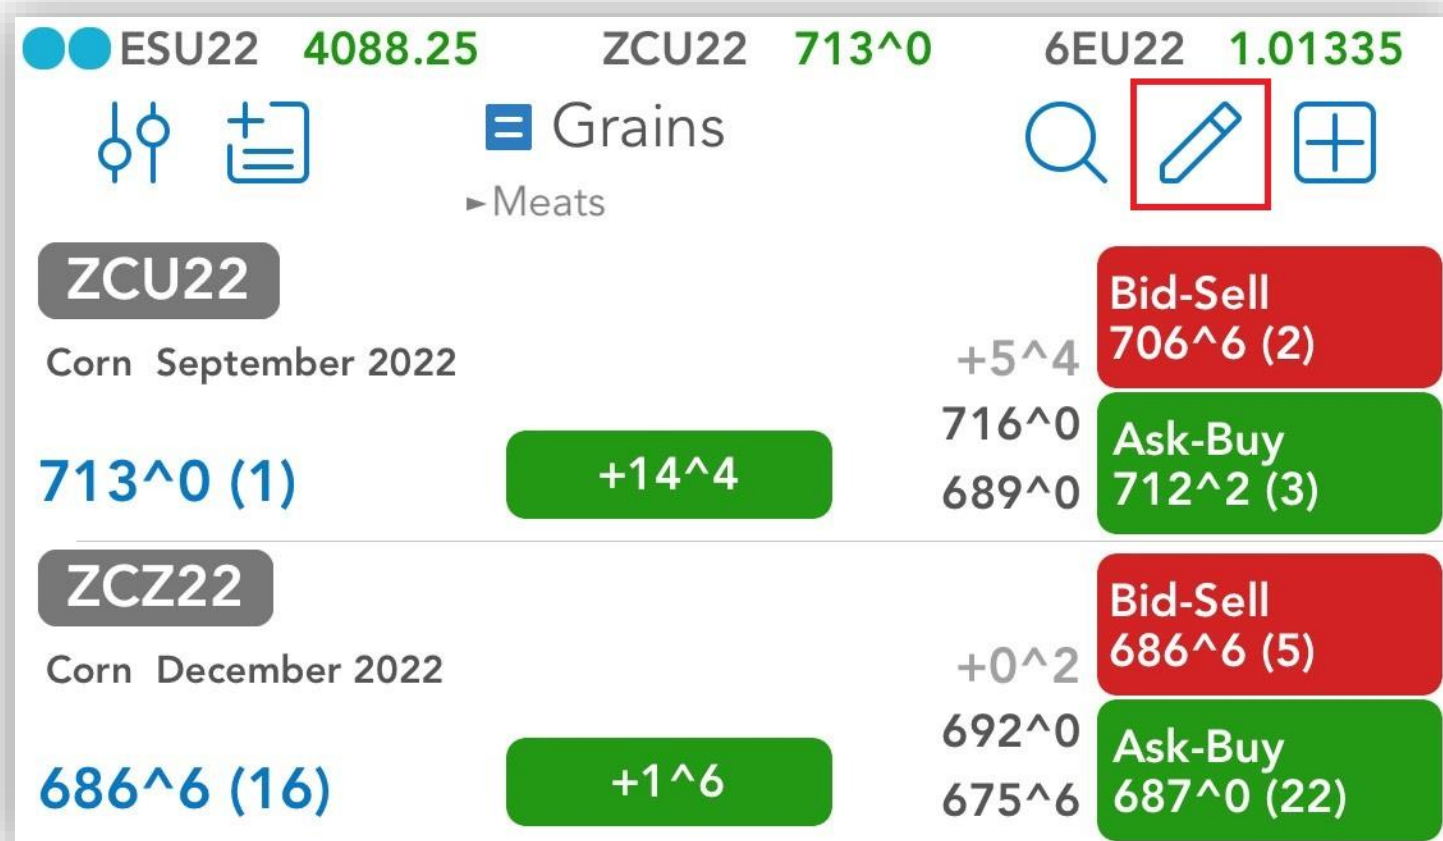 ESU22 4088.25 ZCU22 713^0 6EU22 1.01335
Grains
►Meats
ZCU22
Corn September 2022
713^0 (1)
+14^4
+5^4
716^0
689^0
Bid-Sell
706^6 (2)
Ask-Buy
712^2 (3)
ZCZ22
Corn December 2022
686^6 (16)
+1^6
+0^2
692^0
675^6
Bid-Sell
686^6 (5)
Ask-Buy
687^0 (22)